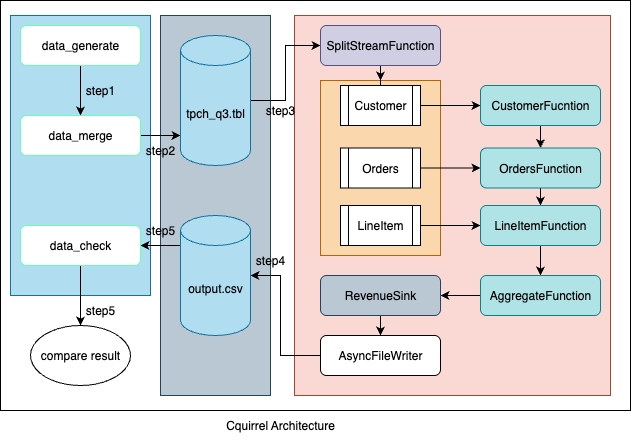 data_generate
step1
data_merge
step2
tpch_q3.tbl
step3
SplitStreamFunction
Customer
CustomerFucntion
Orders
OrdersFunction
LineItem
LineItemFunction
AggregateFunction
RevenueSink
AsyncFileWriter
step4
output.csv
step5
data_check
step5
compare result
Cquirrel Architecture